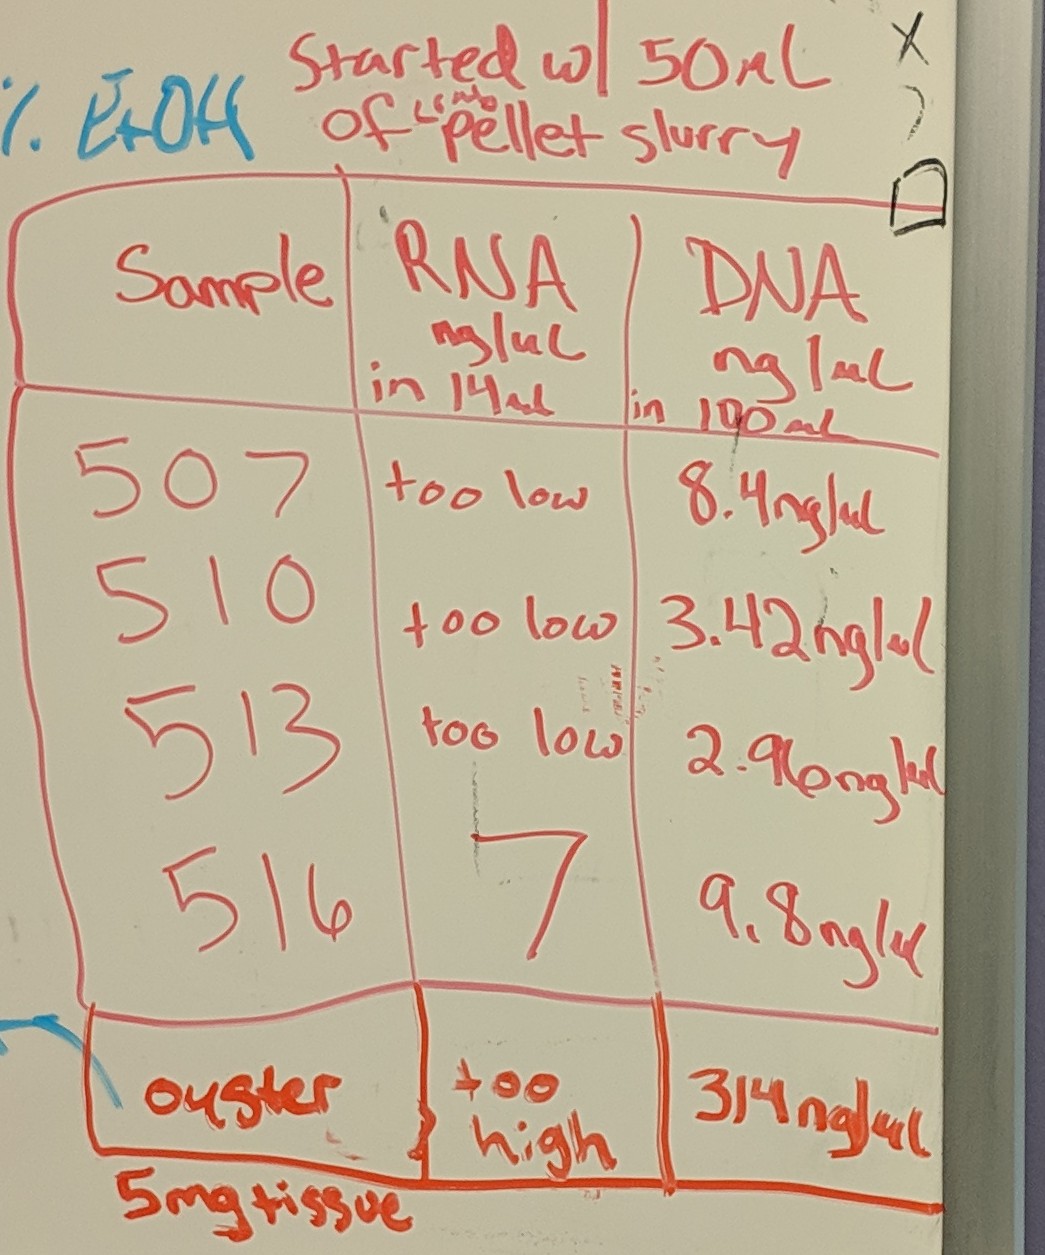 Started w/ 50uL
% EtOH
of "limb pellet slurry
Sample
RNA
ng/uL
in 14uL
DNA
ng/uL
in 100uL
507 too low 8.4ng/uL
510 too low 3.42ng/uL
513 too low 2.96ng/uL
516 7 9.8ng/uL
oyster too high 314ng/uL
5mg tissue